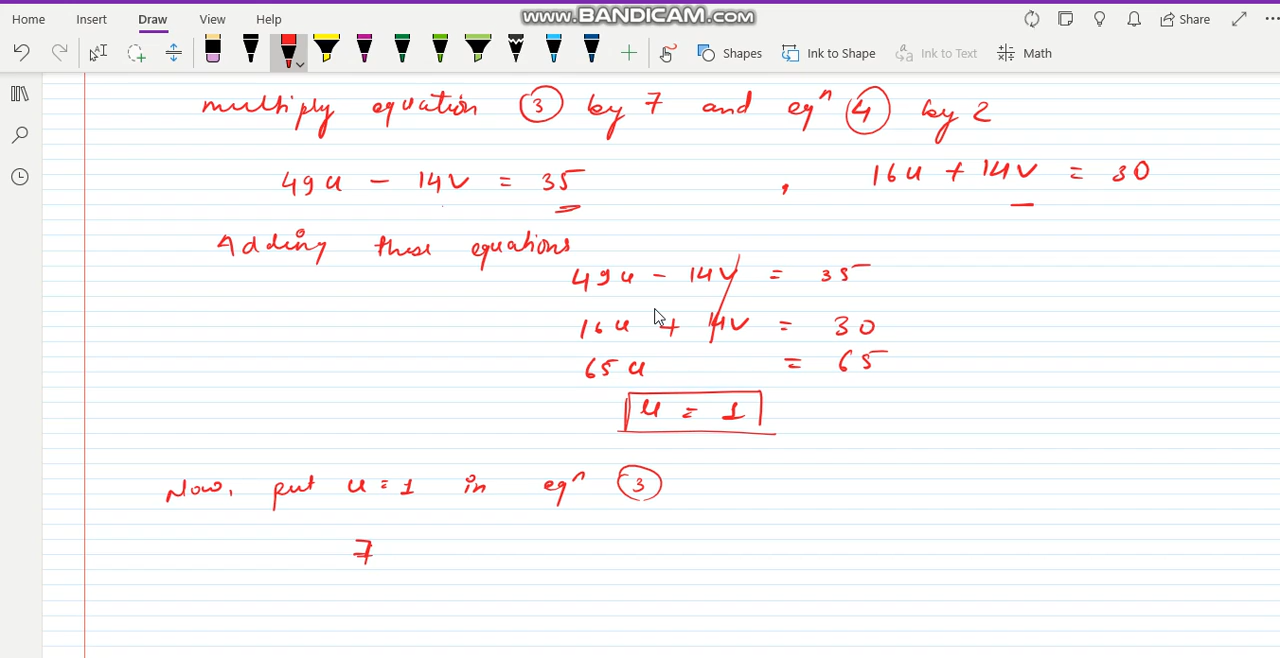 www.BANDICAM.com
Home Insert Draw View Help Share
Shapes Ink to Shape Ink to Text Math
multiply equation ③ by 7 and eqⁿ ④ by 2
49u - 14v = 35 , 16u + 14v = 30
Adding these equations
49u - 14v = 35
16u + 14v = 30
65u = 65
u = 1
Now, put u = 1 in eqⁿ ③
7